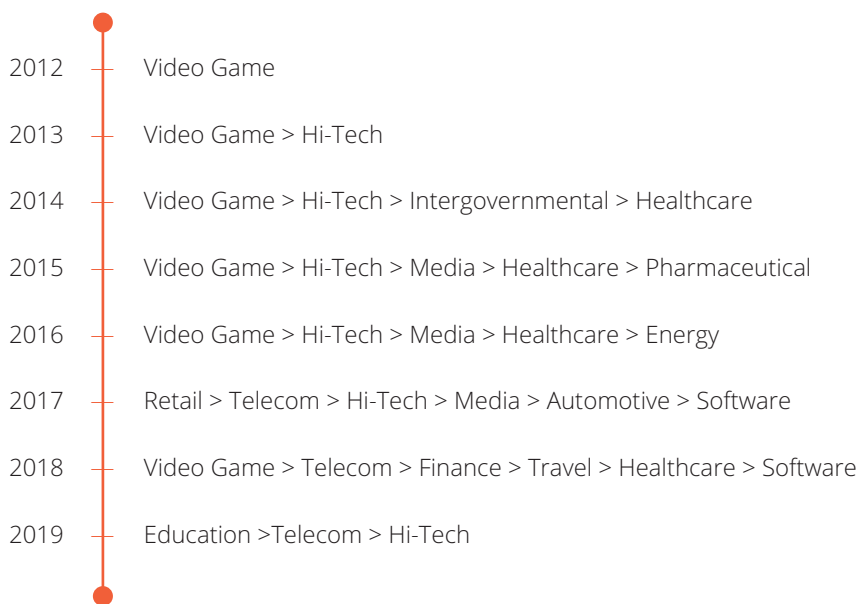 2012 Video Game
2013 Video Game > Hi-Tech
2014 Video Game > Hi-Tech > Intergovernmental > Healthcare
2015 Video Game > Hi-Tech > Media > Healthcare > Pharmaceutical
2016 Video Game > Hi-Tech > Media > Healthcare > Energy
2017 Retail > Telecom > Hi-Tech > Media > Automotive > Software
2018 Video Game > Telecom > Finance > Travel > Healthcare > Software
2019 Education >Telecom > Hi-Tech